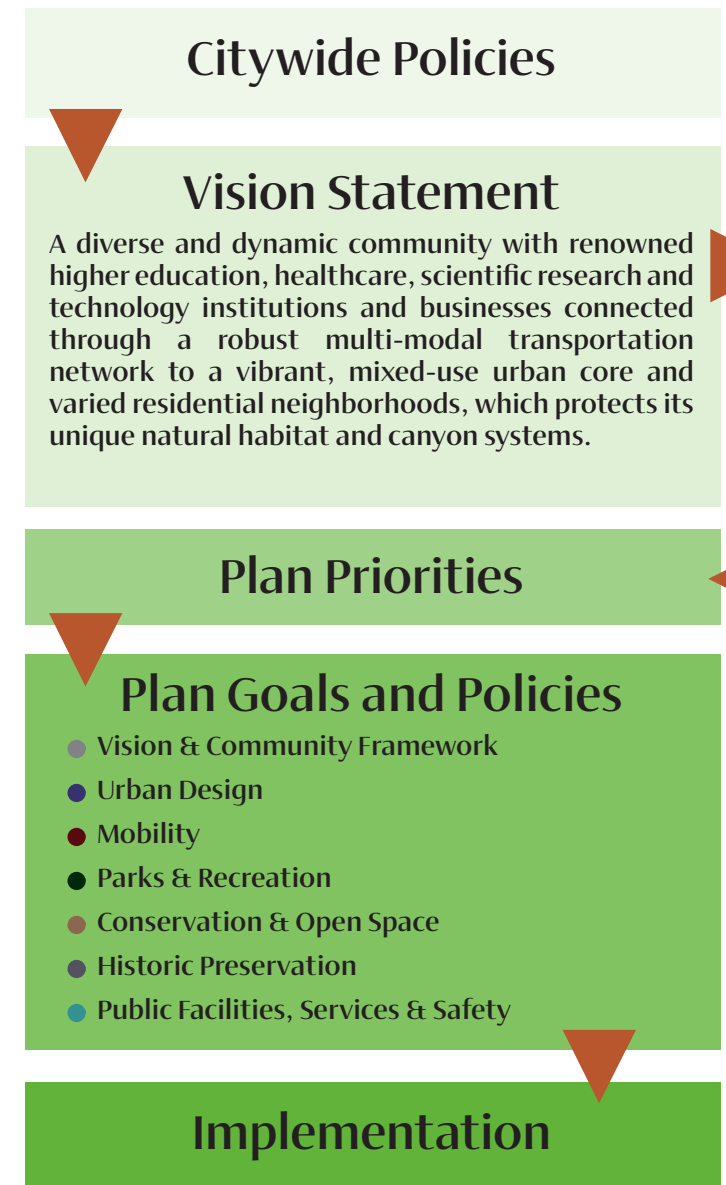 Citywide Policies
Vision Statement
A diverse and dynamic community with renowned
higher education, healthcare, scientific research and
technology institutions and businesses connected
through a robust multi-modal transportation
network to a vibrant, mixed-use urban core and
varied residential neighborhoods, which protects its
unique natural habitat and canyon systems.
Plan Priorities
Plan Goals and Policies
Vision & Community Framework
Urban Design
Mobility
Parks & Recreation
Conservation & Open Space
Historic Preservation
Public Facilities, Services & Safety
Implementation